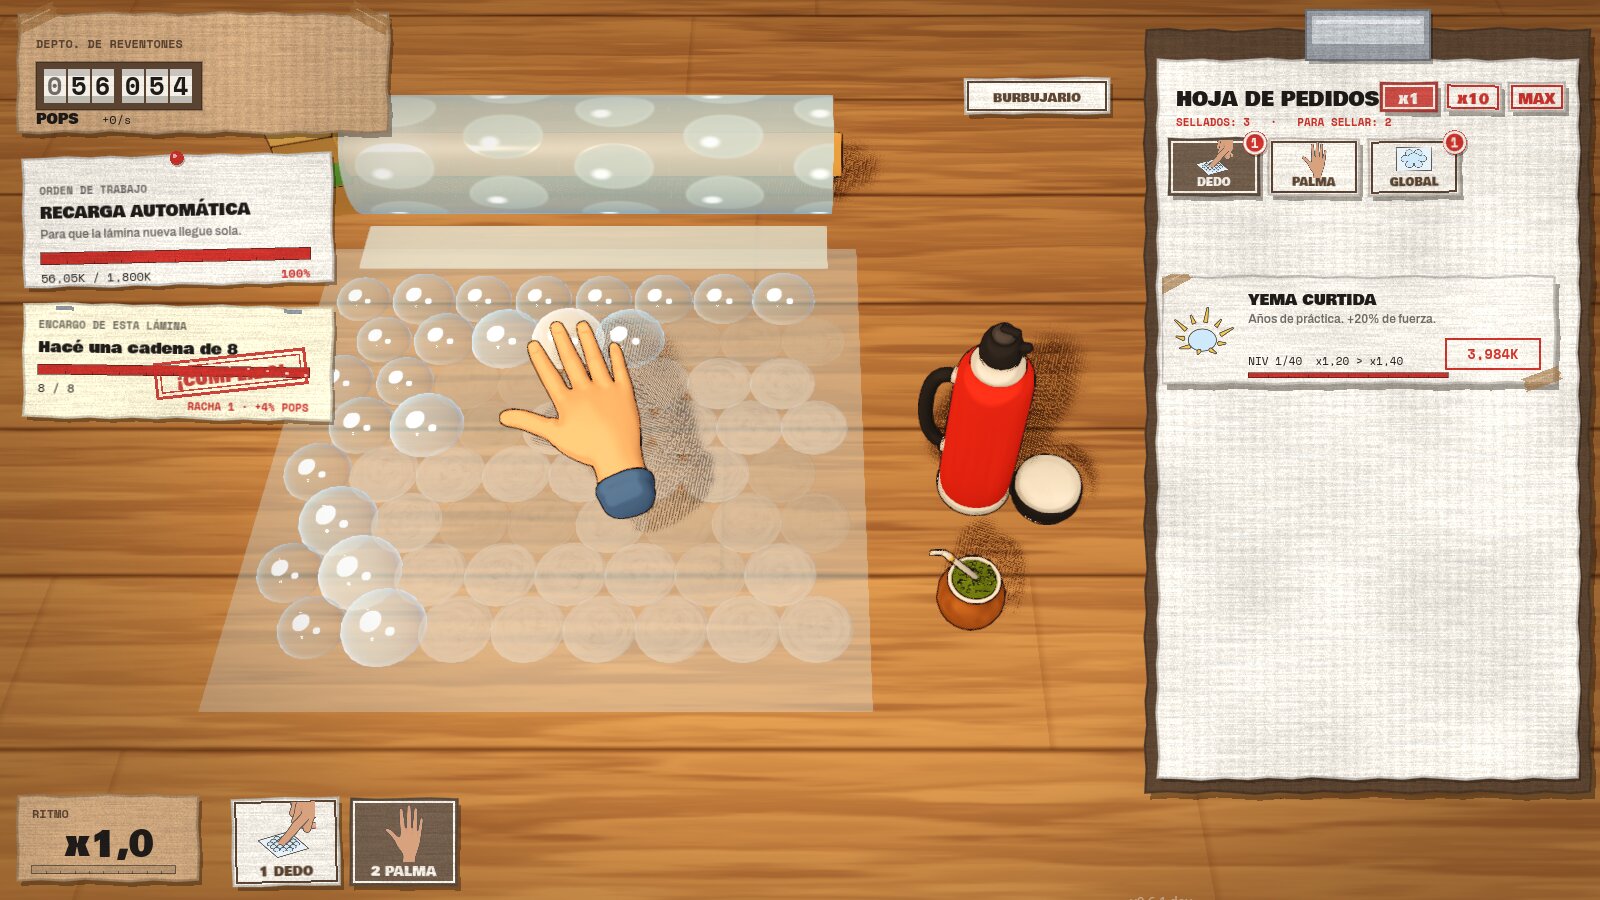 DEPTO. DE REVENTONES
056 054
POPS +0/s
ORDEN DE TRABAJO
RECARGA AUTOMÁTICA
Para que la lámina nueva llegue sola.
56,05K / 1,800K 100%
ENCARGO DE ESTA LÁMINA
Hacé una cadena de 8
8 / 8
RACHA 1 · +4% POPS
RITMO
x1,0
1 DEDO
2 PALMA
BURBUJARIO
HOJA DE PEDIDOS x1 x10 MAX
SELLADOS: 3 · PARA SELLAR: 2
DEDO 1
PALMA
GLOBAL 1
YEMA CURTIDA
Años de práctica. +20% de fuerza.
NIV 1/40 x1,20 > x1,40
3,984K